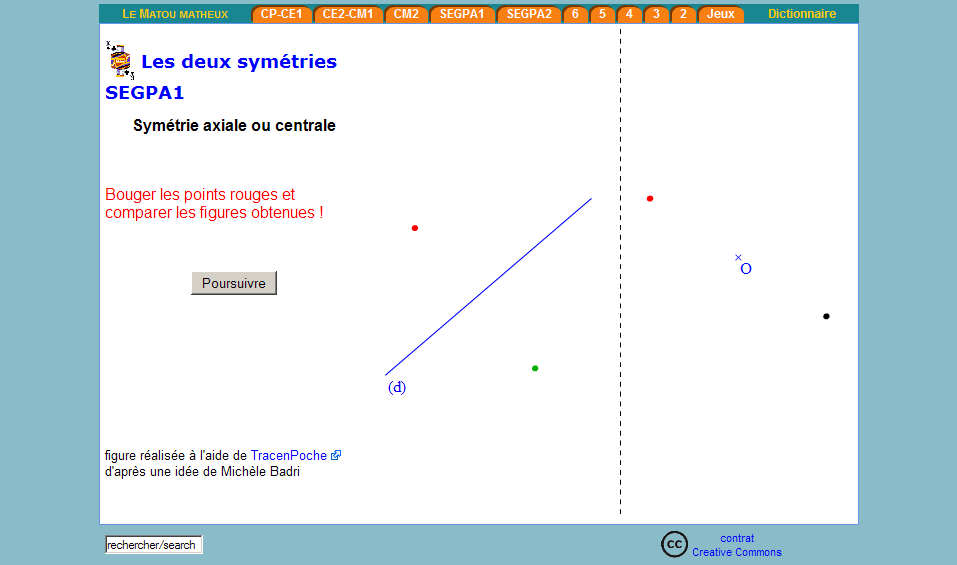 LE MATOU MATHEUX CP-CE1 CE2-CM1 CM2 SEGPA1 SEGPA2 6 5 4 3 2 Jeux Dictionnaire
Les deux symétries
SEGPA1
Symétrie axiale ou centrale
Bouger les points rouges et
comparer les figures obtenues !
O
Poursuivre
(d)
figure réalisée à l'aide de TracenPoche
d'après une idée de Michèle Badri
rechercher/search
cc contrat
Creative Commons